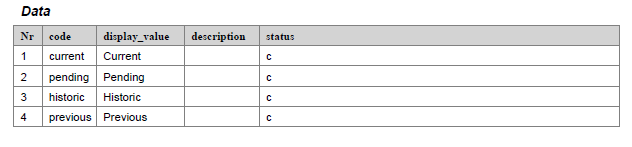 Data
Nr code display_value description status
1 current Current c
2 pending Pending c
3 historic Historic c
4 previous Previous c